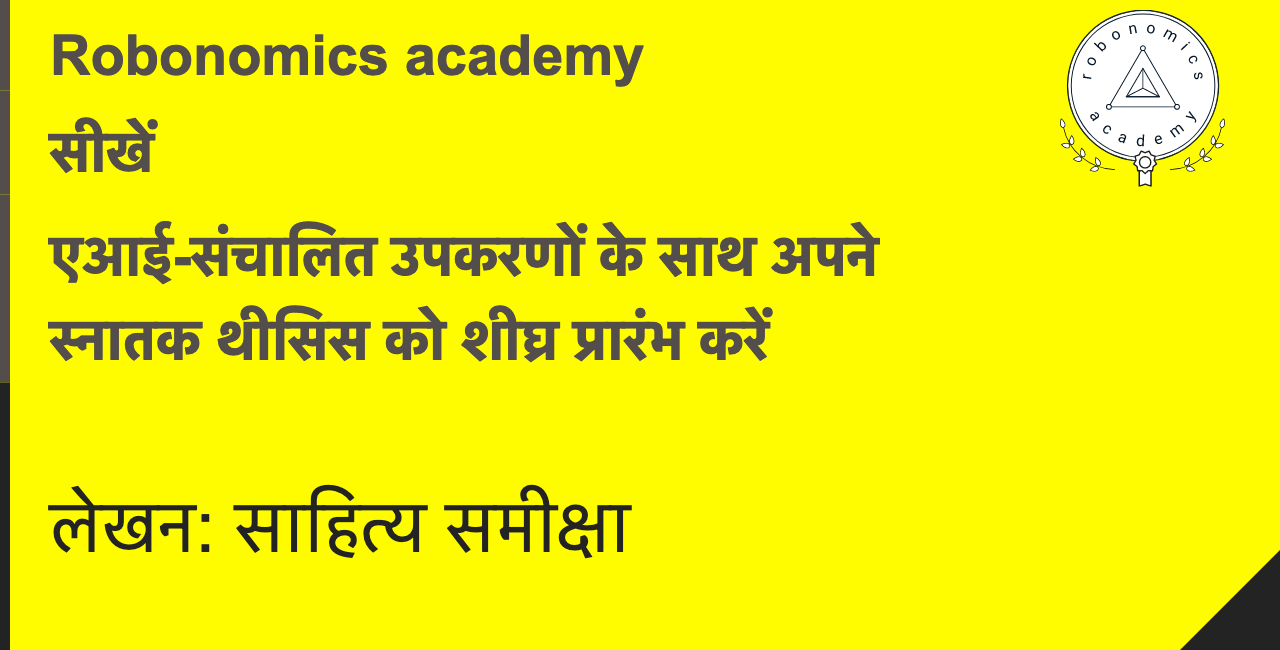 Robonomics academy
सीखें
एआई-संचालित उपकरणों के साथ अपने
स्नातक थीसिस को शीघ्र प्रारंभ करें
लेखन: साहित्य समीक्षा
robonomics
academy